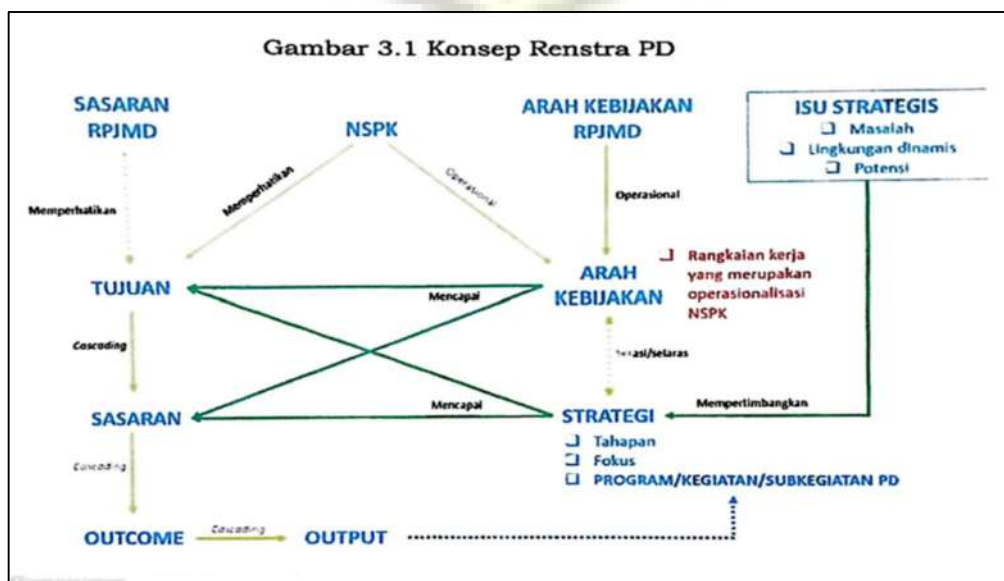 Gambar 3.1 Konsep Renstra PD
SASARAN
RPJMD
NSPK
ARAH KEBIJAKAN
RPJMD
ISU STRATEGIS
❑ Masalah
❑ Lingkungan dinamis
❑ Potensi
Memperhatikan
Memperhatikan
Operasional
Operasional
TUJUAN
Mencapai
ARAH
KEBIJAKAN
❑ Rangkaian kerja
yang merupakan
operasionalisasi
NSPK
Cascading
Serasi/selaras
SASARAN
Mencapai
STRATEGI
Mempertimbangkan
❑ Tahapan
❑ Fokus
❑ PROGRAM/KEGIATAN/SUBKEGIATAN PD
Cascading
OUTCOME
Cascading
OUTPUT